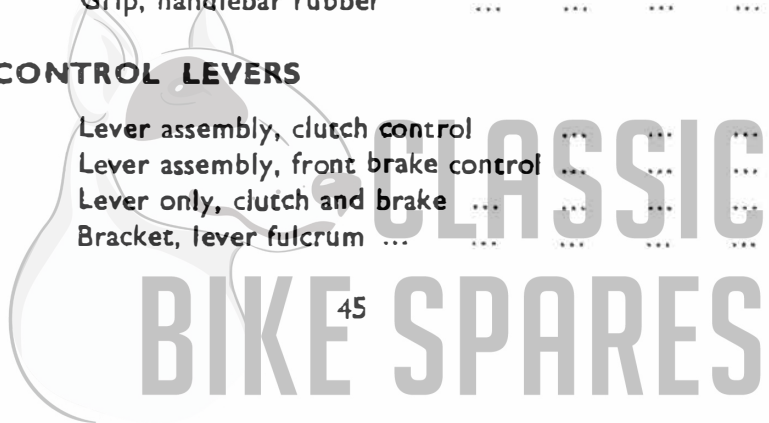 Grip, handlebar rubber ... ... ... ...
CONTROL LEVERS
Lever assembly, clutch control ... ... ...
Lever assembly, front brake control ... ... ...
Lever only, clutch and brake ... ... ... ...
Bracket, lever fulcrum ... ... ... ... ...
45
CLASSIC
BIKE SPARES